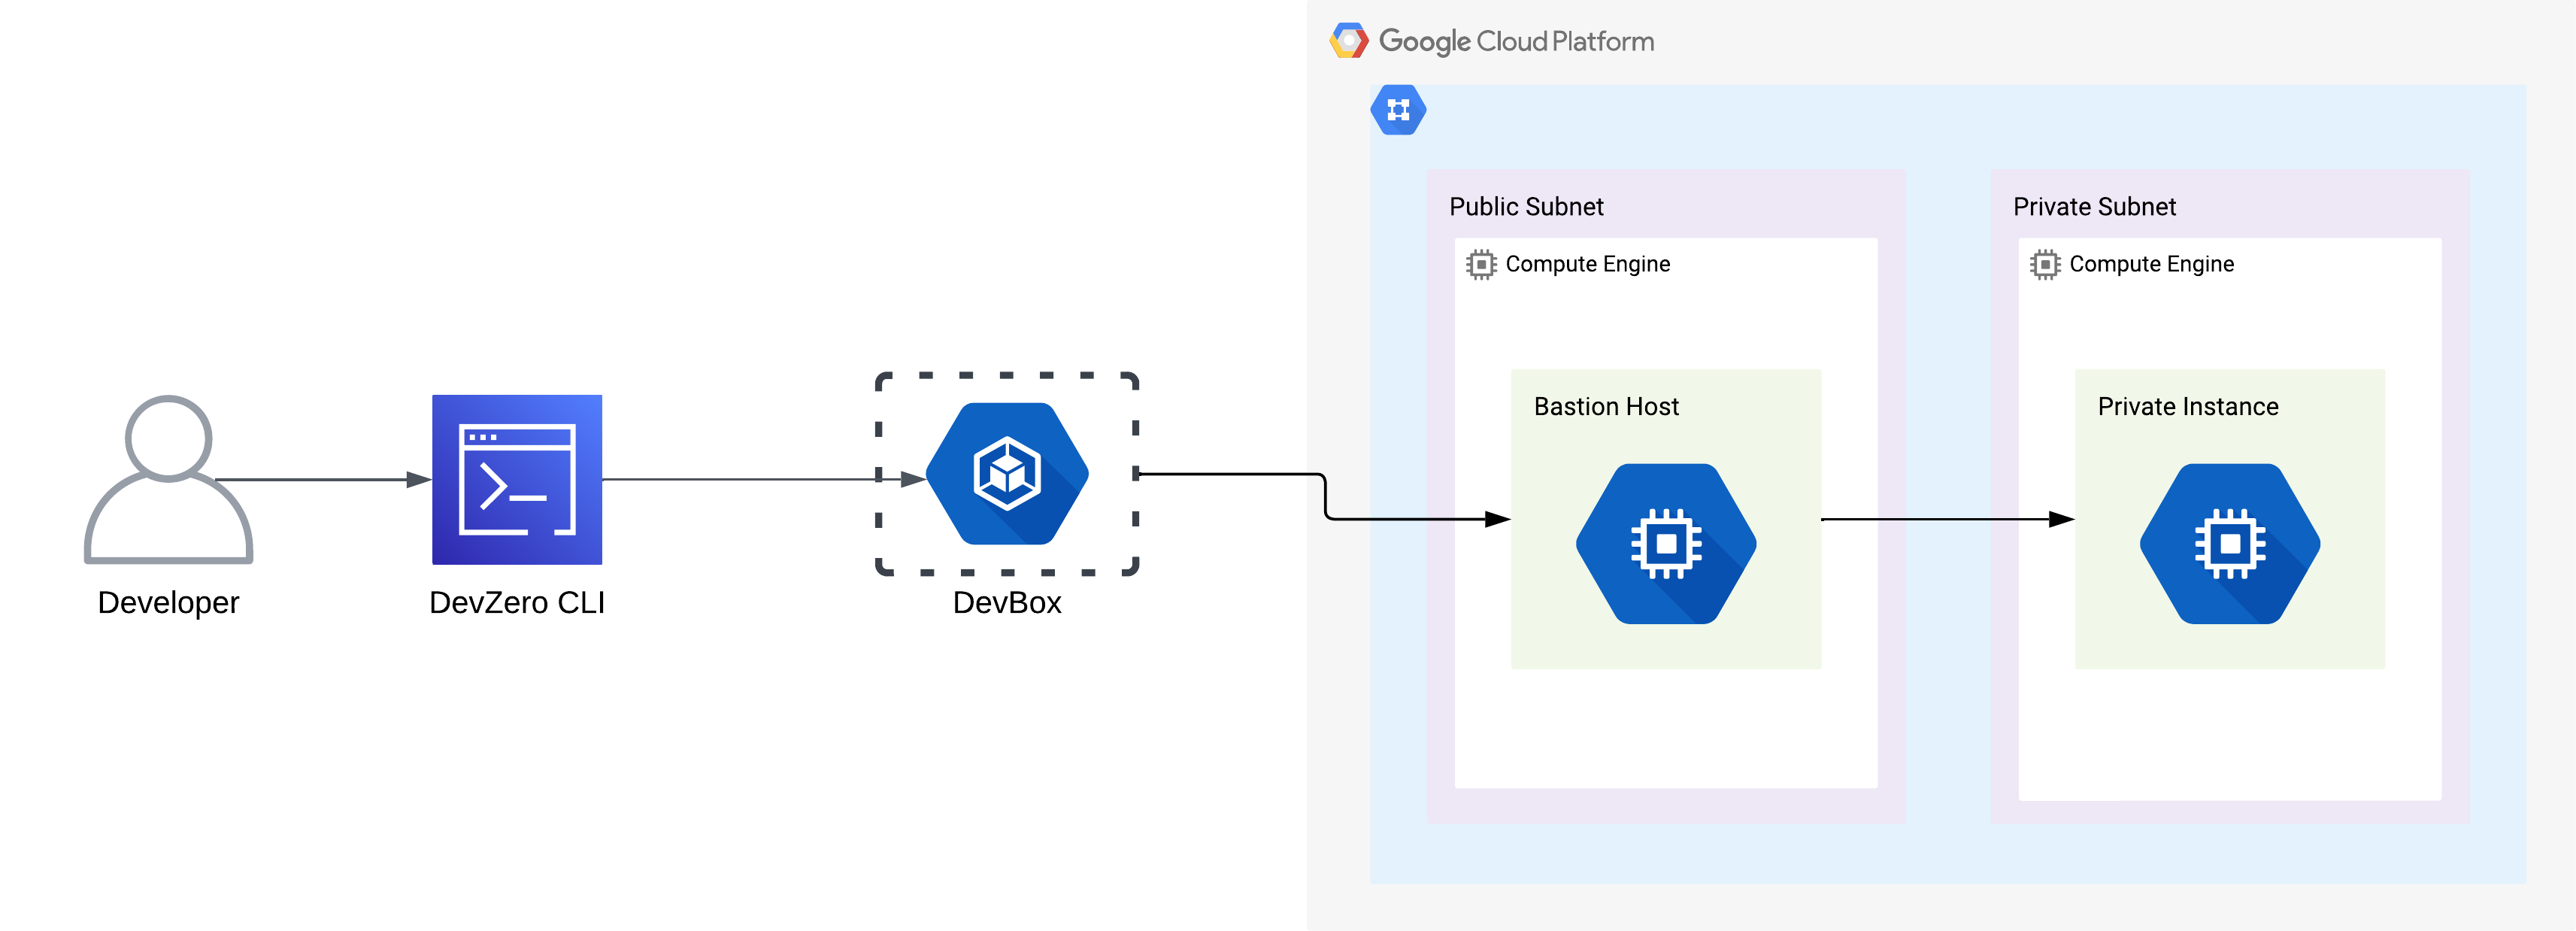 Google Cloud Platform
Public Subnet
Private Subnet
Compute Engine
Compute Engine
Bastion Host
Private Instance
Developer
DevZero CLI
DevBox